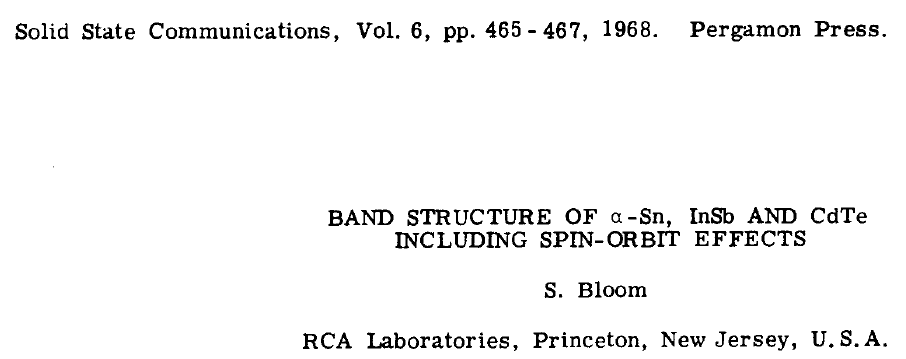 Solid State Communications, Vol. 6, pp. 465-467, 1968. Pergamon Press.
BAND STRUCTURE OF α-Sn, InSb AND CdTe
INCLUDING SPIN-ORBIT EFFECTS
S. Bloom
RCA Laboratories, Princeton, New Jersey, U.S.A.